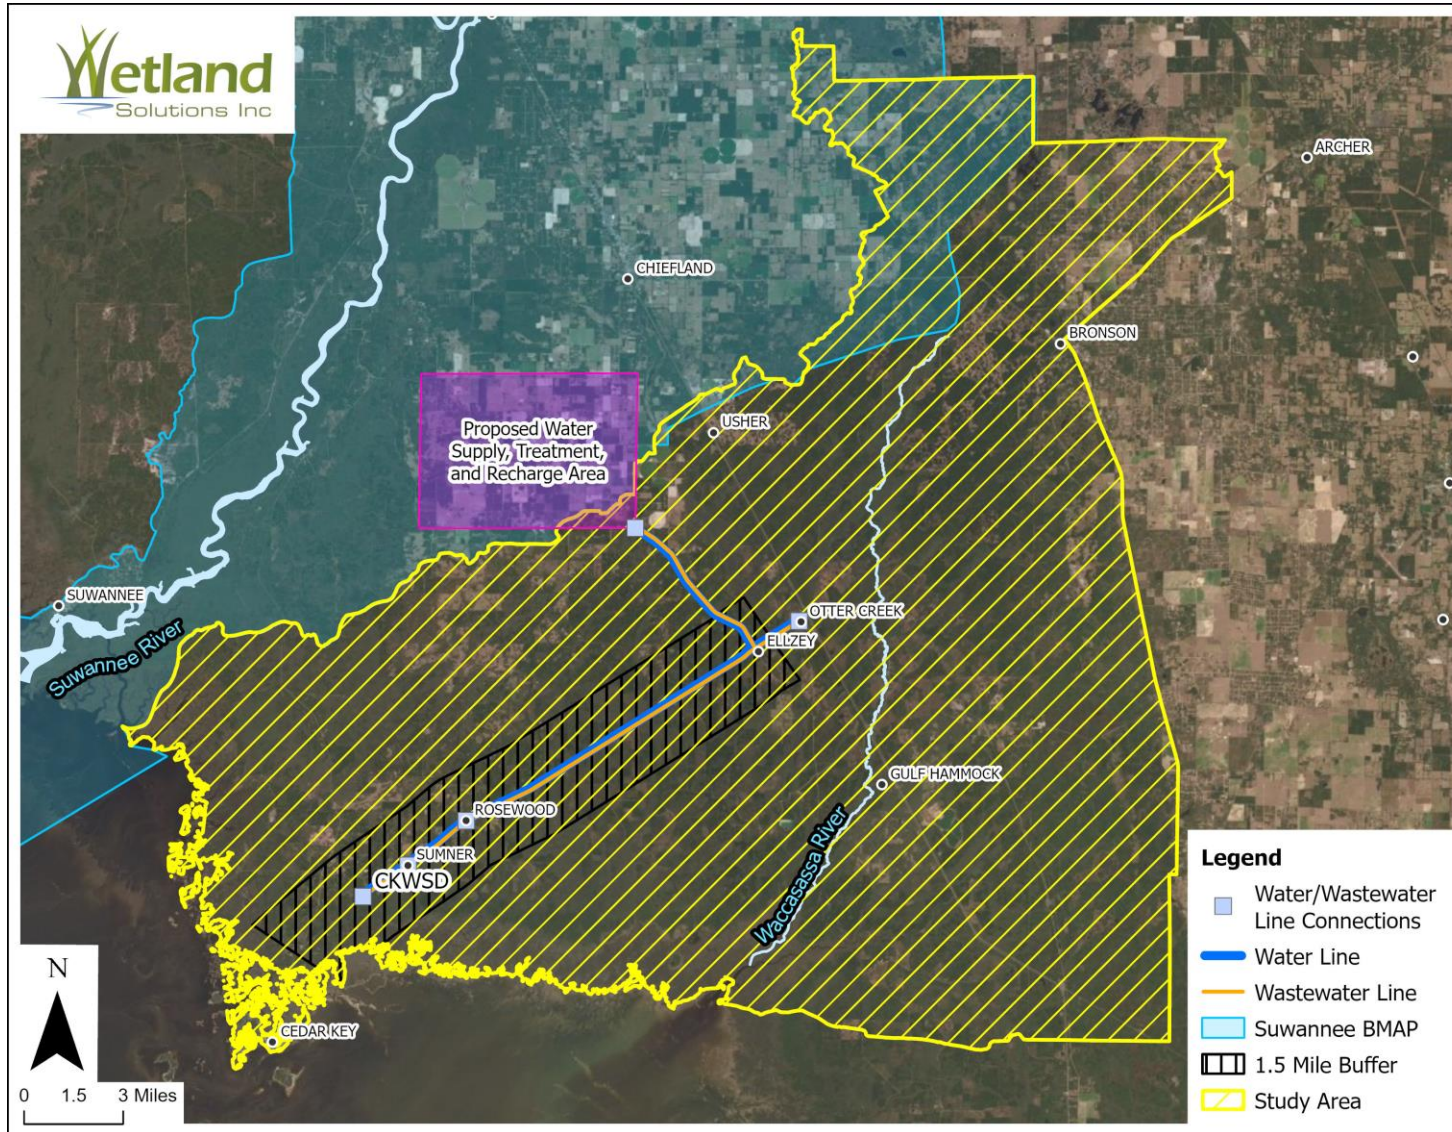 Wetland
Solutions Inc
ARCHER
CHIEFLAND
BRONSON
USHER
Proposed Water
Supply, Treatment,
and Recharge Area
SUWANNEE
Suwannee River
OTTER CREEK
ELLZEY
GULF HAMMOCK
ROSEWOOD
SUMNER
CKWSD
Waccasassa River
CEDAR KEY
N
0 1.5 3 Miles
Legend
Water/Wastewater
Line Connections
Water Line
Wastewater Line
Suwannee BMAP
1.5 Mile Buffer
Study Area